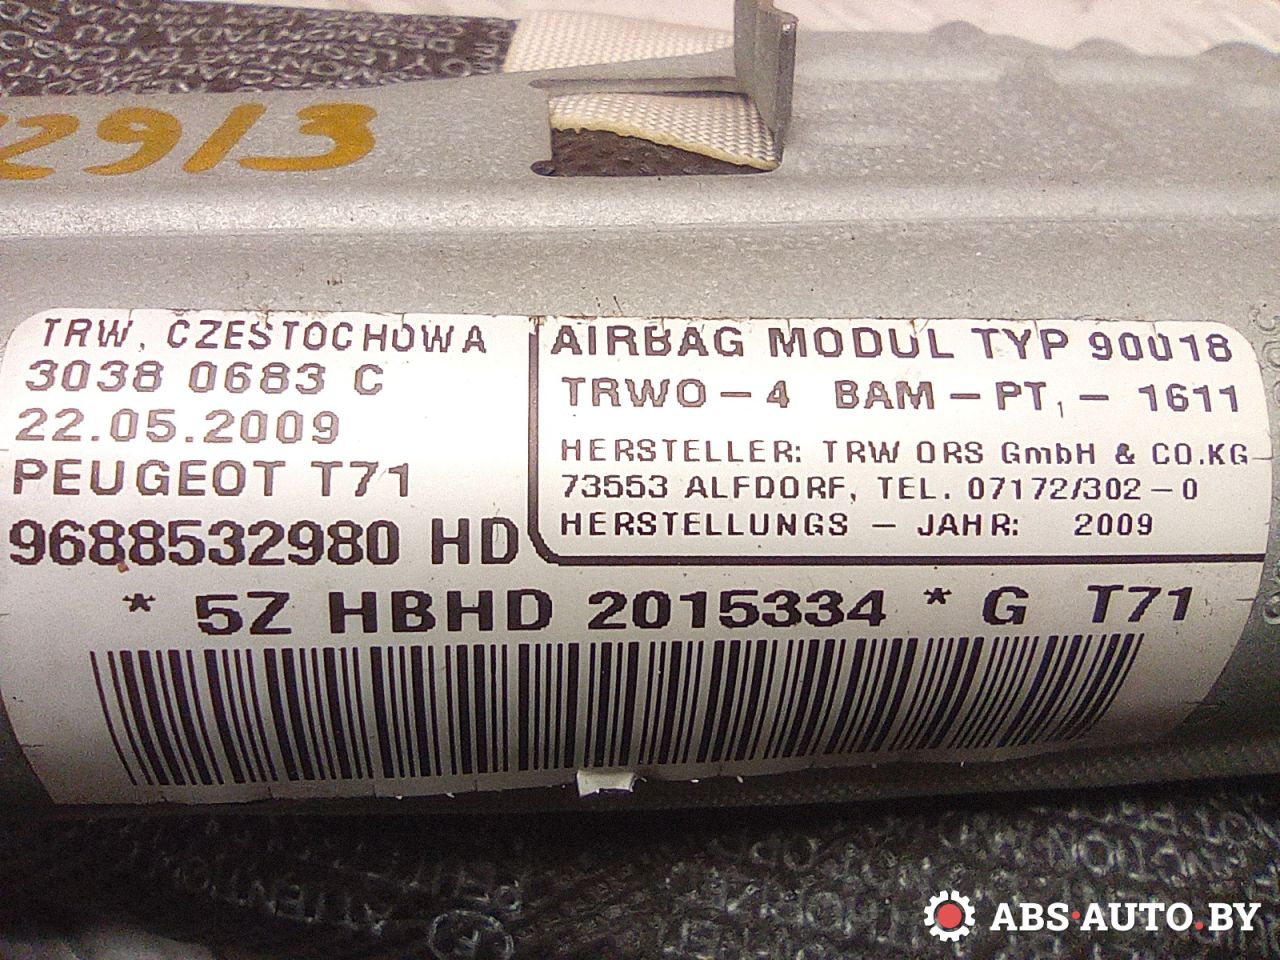 2913
TRW, CZESTOCHOWA
3038 0683 C
22.05.2009
PEUGEOT T71
9688532980 HD
AIRBAG MODUL TYP 90018
TRWO - 4 BAM - PT, - 1611
HERSTELLER: TRW ORS GmbH & CO.KG
73553 ALFDORF, TEL. 07172/302 - 0
HERSTELLUNGS - JAHR: 2009
* 5Z HBHD 2015334 * G T71
ABS·AUTO.BY